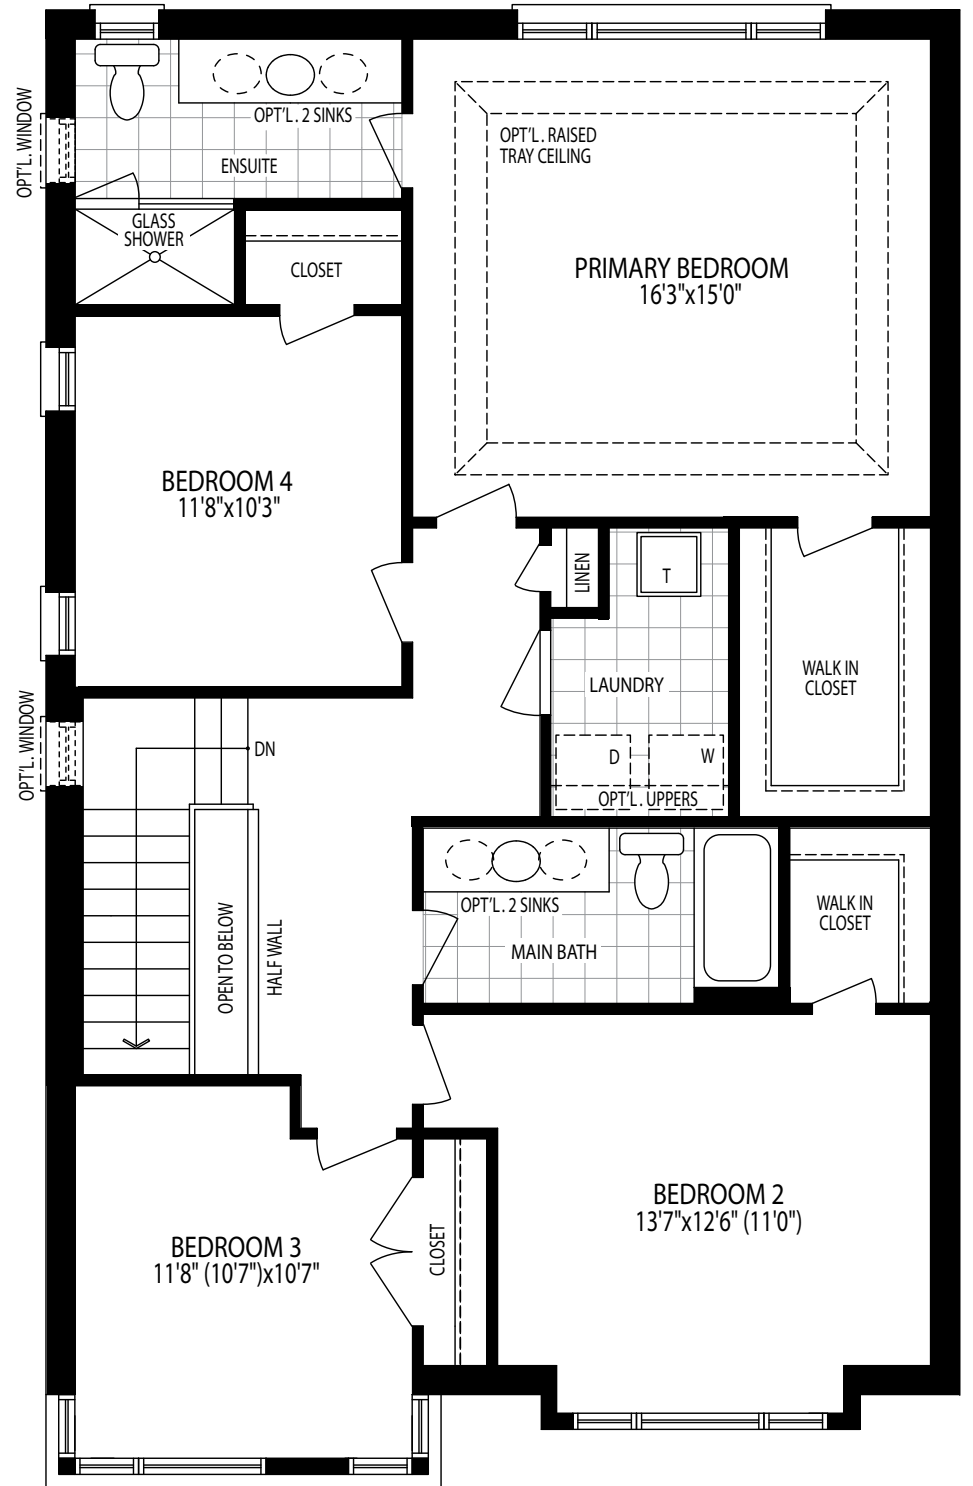 OPT'L. WINDOW
OPT'L. 2 SINKS
ENSUITE
GLASS
SHOWER
CLOSET
OPT'L. RAISED
TRAY CEILING
PRIMARY BEDROOM
16'3"x15'0"
BEDROOM 4
11'8"x10'3"
LINEN
T
LAUNDRY
WALK IN
CLOSET
OPT'L. WINDOW
DN
D
W
OPT'L. UPPERS
OPT'L. 2 SINKS
MAIN BATH
WALK IN
CLOSET
OPEN TO BELOW
HALF WALL
BEDROOM 2
13'7"x12'6" (11'0")
BEDROOM 3
11'8" (10'7")x10'7"
CLOSET